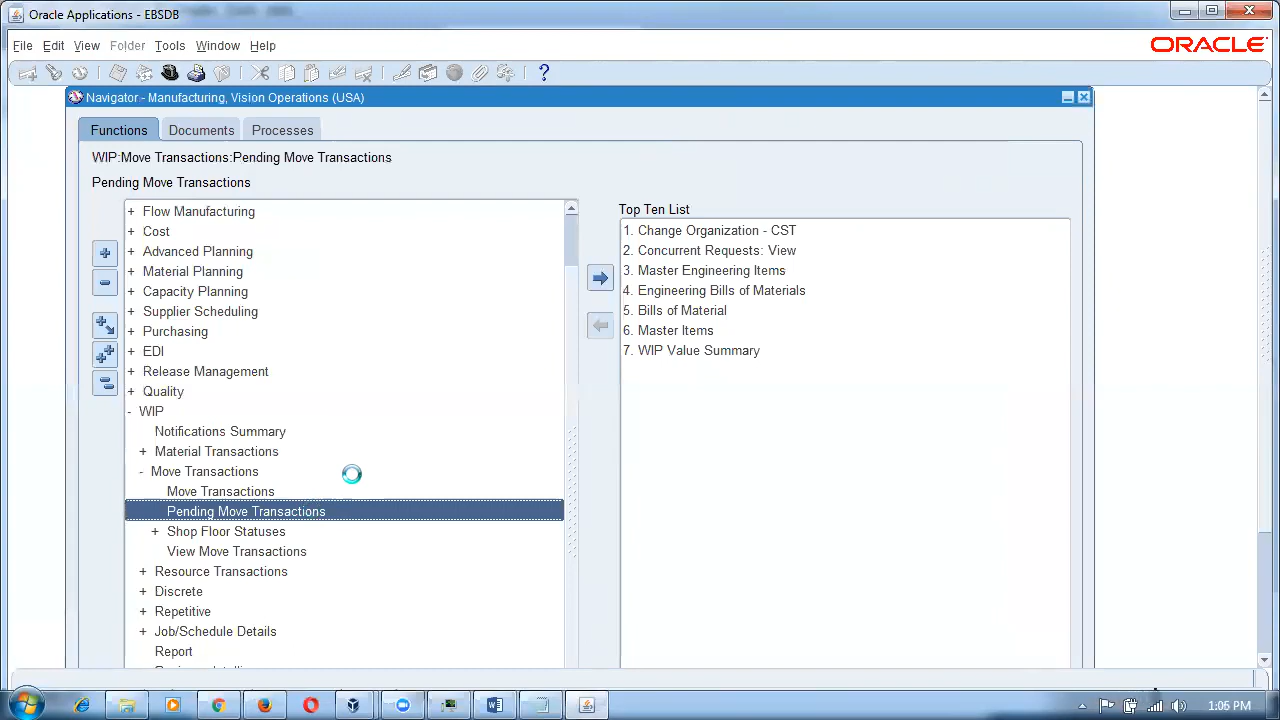 Oracle Applications - EBSDB
File Edit View Folder Tools Window Help
ORACLE
Navigator - Manufacturing, Vision Operations (USA)
Functions Documents Processes
WIP:Move Transactions:Pending Move Transactions
Pending Move Transactions
+ Flow Manufacturing
+ Cost
+ Advanced Planning
+ Material Planning
+ Capacity Planning
+ Supplier Scheduling
+ Purchasing
+ EDI
+ Release Management
+ Quality
- WIP
Notifications Summary
+ Material Transactions
- Move Transactions
Move Transactions
Pending Move Transactions
+ Shop Floor Statuses
View Move Transactions
+ Resource Transactions
+ Discrete
+ Repetitive
+ Job/Schedule Details
Report
Top Ten List
1. Change Organization - CST
2. Concurrent Requests: View
3. Master Engineering Items
4. Engineering Bills of Materials
5. Bills of Material
6. Master Items
7. WIP Value Summary
1:05 PM